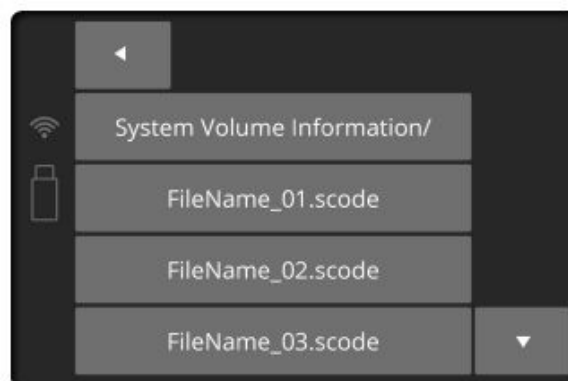 System Volume Information/
FileName_01.scode
FileName_02.scode
FileName_03.scode